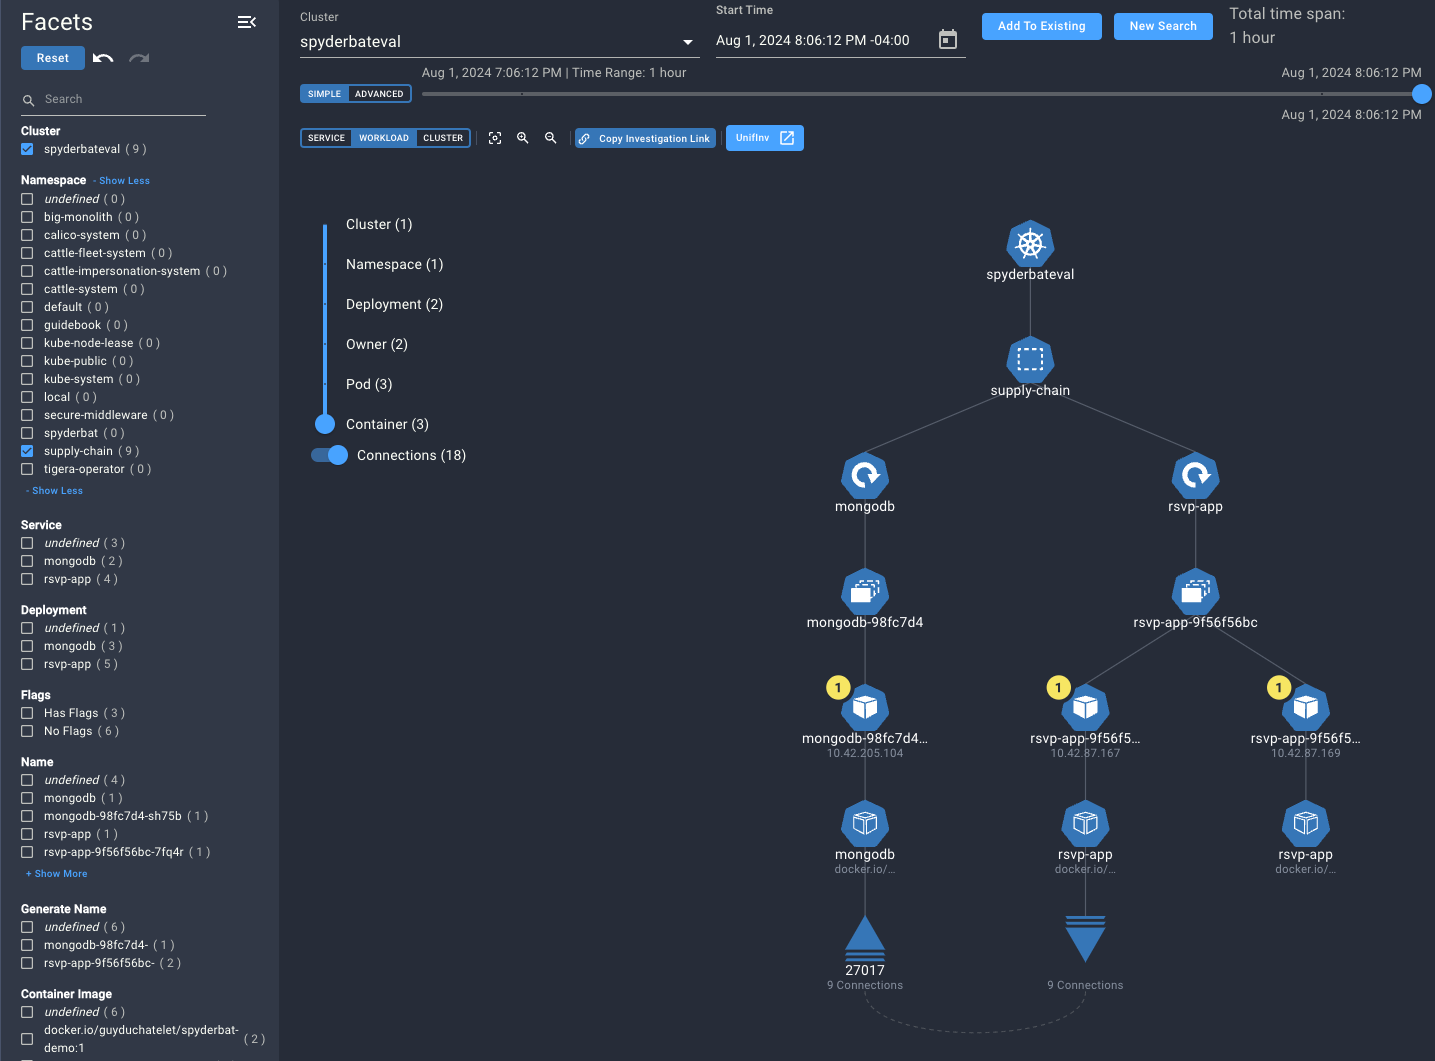 Facets
Reset
Search
Cluster
spyderbateval ( 9 )
Namespace - Show Less
undefined ( 0 )
big-monolith ( 0 )
calico-system ( 0 )
cattle-fleet-system ( 0 )
cattle-impersonation-system ( 0 )
cattle-system ( 0 )
default ( 0 )
guidebook ( 0 )
kube-node-lease ( 0 )
kube-public ( 0 )
kube-system ( 0 )
local ( 0 )
secure-middleware ( 0 )
spyderbat ( 0 )
supply-chain ( 9 )
tigera-operator ( 0 )
- Show Less
Service
undefined ( 3 )
mongodb ( 2 )
rsvp-app ( 4 )
Deployment
undefined ( 1 )
mongodb ( 3 )
rsvp-app ( 5 )
Flags
Has Flags ( 3 )
No Flags ( 6 )
Name
undefined ( 4 )
mongodb ( 1 )
mongodb-98fc7d4-sh75b ( 1 )
rsvp-app ( 1 )
rsvp-app-9f56f56bc-7fq4r ( 1 )
+ Show More
Generate Name
undefined ( 6 )
mongodb-98fc7d4- ( 1 )
rsvp-app-9f56f56bc- ( 2 )
Container Image
undefined ( 6 )
docker.io/guyduchatelet/spyderbat-
demo:1 ( 2 )
Cluster
spyderbateval
Start Time
Aug 1, 2024 8:06:12 PM -04:00
Add To Existing
New Search
Total time span:
1 hour
Aug 1, 2024 7:06:12 PM | Time Range: 1 hour
Aug 1, 2024 8:06:12 PM
SIMPLE ADVANCED
Aug 1, 2024 8:06:12 PM
SERVICE WORKLOAD CLUSTER
Copy Investigation Link
UnifInv
Cluster (1)
Namespace (1)
Deployment (2)
Owner (2)
Pod (3)
Container (3)
Connections (18)
spyderbateval
supply-chain
mongodb
rsvp-app
mongodb-98fc7d4
rsvp-app-9f56f56bc
1
1
1
mongodb-98fc7d4...
10.42.205.104
rsvp-app-9f56f5...
10.42.87.167
rsvp-app-9f56f5...
10.42.87.169
mongodb
docker.io/...
rsvp-app
docker.io/...
rsvp-app
docker.io/...
27017
9 Connections
9 Connections